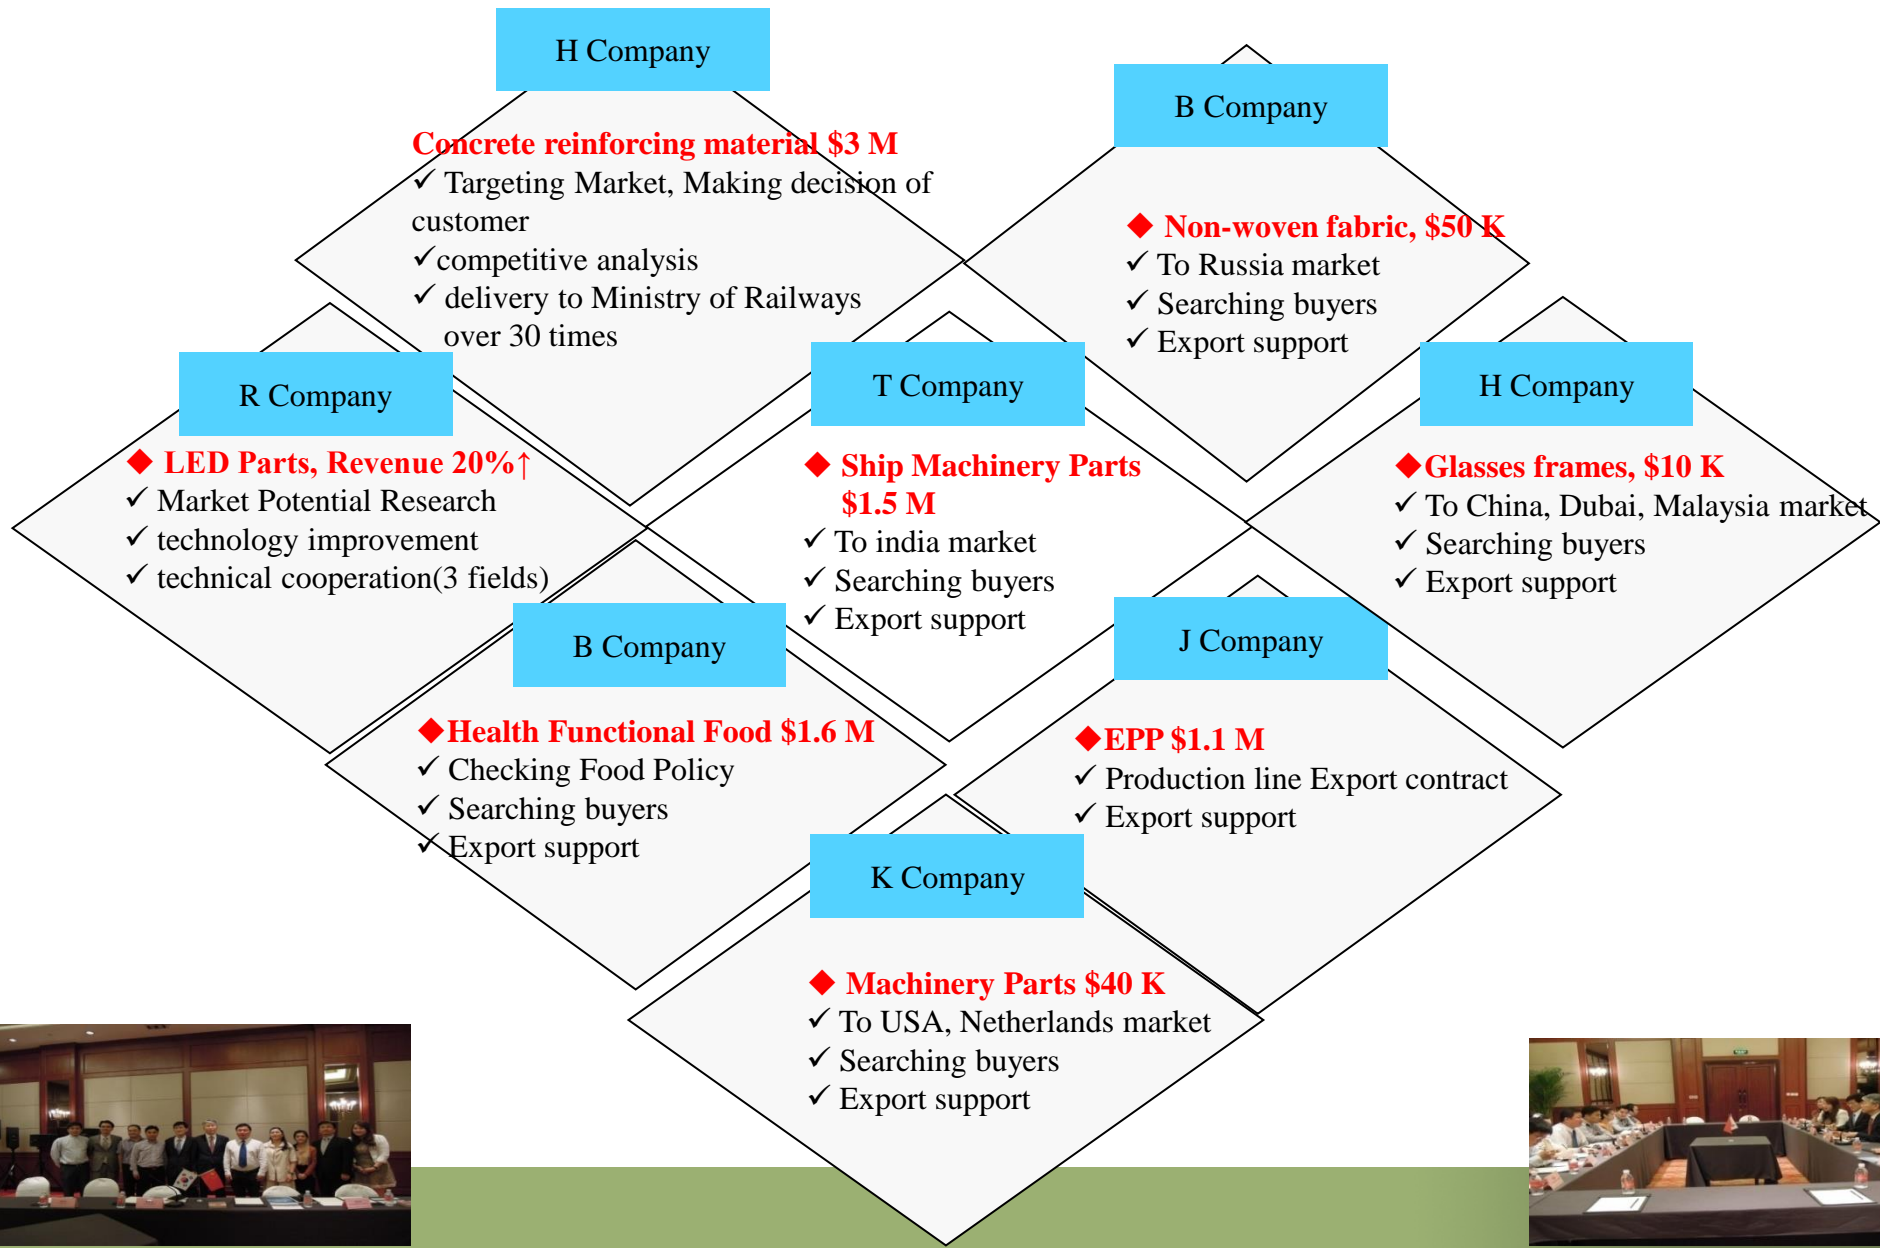 H Company
Concrete reinforcing material $3 M
✓ Targeting Market, Making decision of
customer
✓competitive analysis
✓ delivery to Ministry of Railways
over 30 times
B Company
◆ Non-woven fabric, $50 K
✓ To Russia market
✓ Searching buyers
✓ Export support
R Company
◆ LED Parts, Revenue 20%↑
✓ Market Potential Research
✓ technology improvement
✓ technical cooperation(3 fields)
T Company
◆ Ship Machinery Parts
$1.5 M
✓ To india market
✓ Searching buyers
✓ Export support
H Company
◆Glasses frames, $10 K
✓ To China, Dubai, Malaysia market
✓ Searching buyers
✓ Export support
B Company
◆Health Functional Food $1.6 M
✓ Checking Food Policy
✓ Searching buyers
✓ Export support
J Company
◆EPP $1.1 M
✓ Production line Export contract
✓ Export support
K Company
◆ Machinery Parts $40 K
✓ To USA, Netherlands market
✓ Searching buyers
✓ Export support